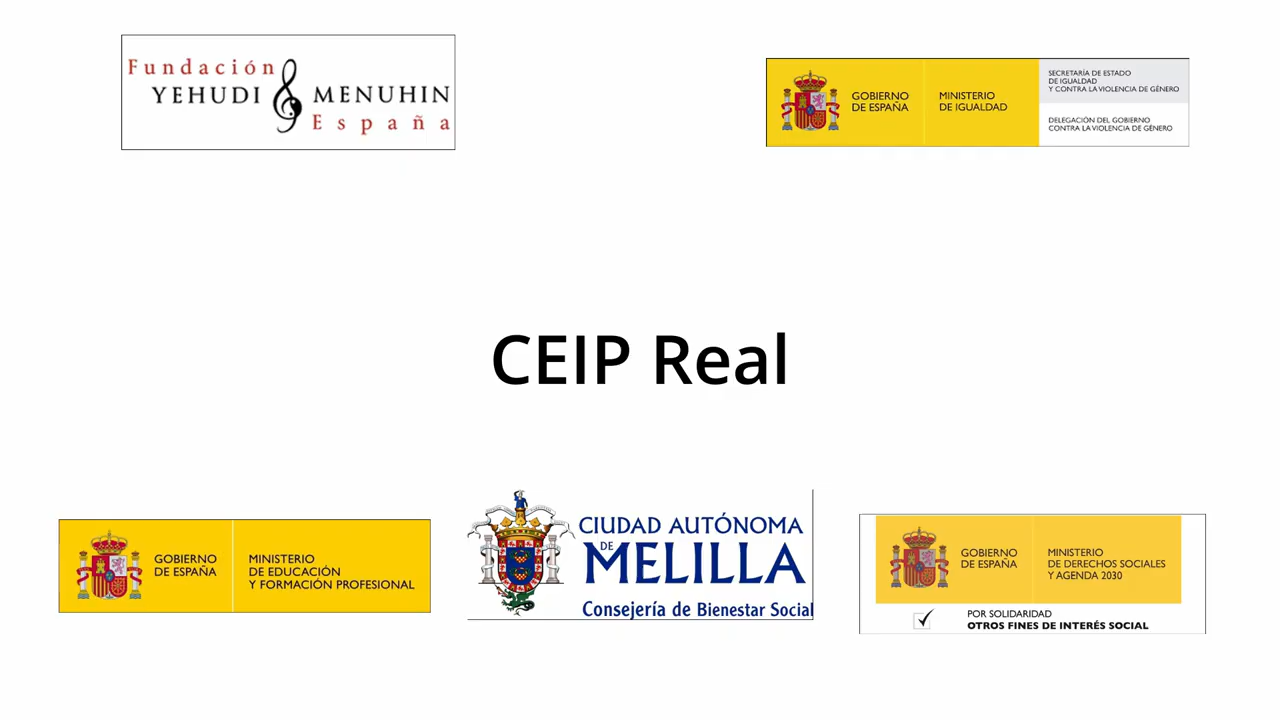 Fundación
YEHUDI MENUHIN
España
GOBIERNO
DE ESPAÑA
MINISTERIO
DE IGUALDAD
SECRETARÍA DE ESTADO
DE IGUALDAD
Y CONTRA LA VIOLENCIA DE GÉNERO
DELEGACIÓN DEL GOBIERNO
CONTRA LA VIOLENCIA DE GÉNERO
CEIP Real
GOBIERNO
DE ESPAÑA
MINISTERIO
DE EDUCACIÓN
Y FORMACIÓN PROFESIONAL
CIUDAD AUTÓNOMA
DE MELILLA
Consejería de Bienestar Social
GOBIERNO
DE ESPAÑA
MINISTERIO
DE DERECHOS SOCIALES
Y AGENDA 2030
POR SOLIDARIDAD
OTROS FINES DE INTERÉS SOCIAL